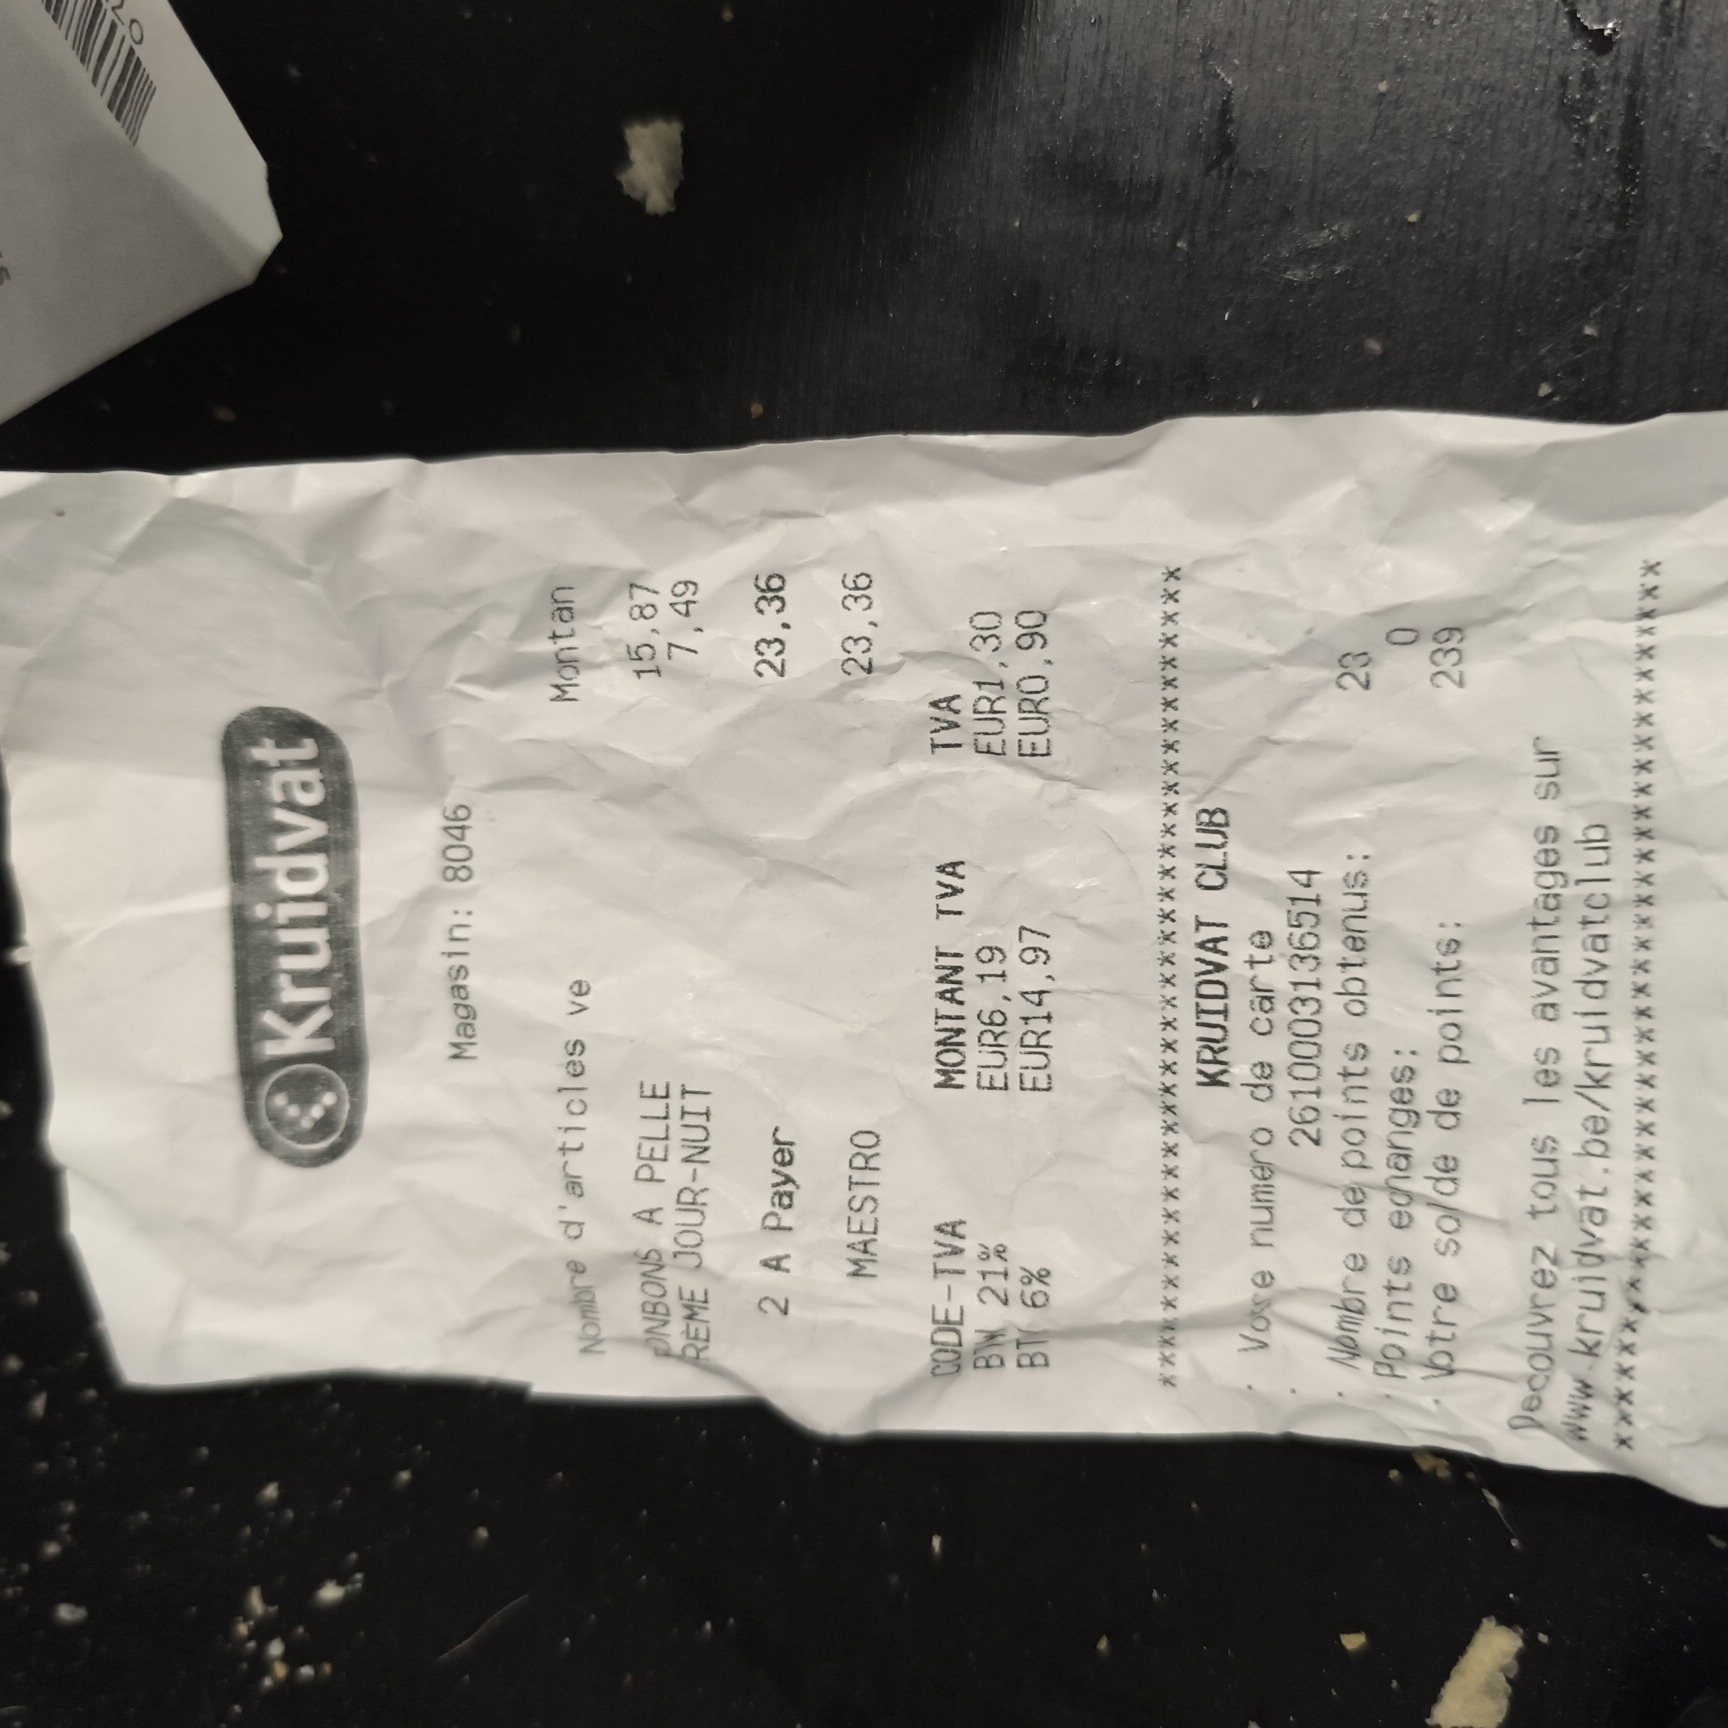 Kruidvat
Magasin: 8046
Nombre d'articles ve Montan
ONBONS A PELLE 15,87
RÈME JOUR-NUIT 7,49
2 A Payer 23,36
MAESTRO 23,36
CODE-TVA MONTANT TVA TVA
BTW 21% EUR6,19 EUR1,30
BT 6% EUR14,97 EUR0,90
****************************************
KRUIDVAT CLUB
Votre numero de carte
2610003136514
Nombre de points obtenus: 23
Points echanges: 0
Votre solde de points: 239
Decouvrez tous les avantages sur
www.kruidvat.be/kruidvatclub
****************************************